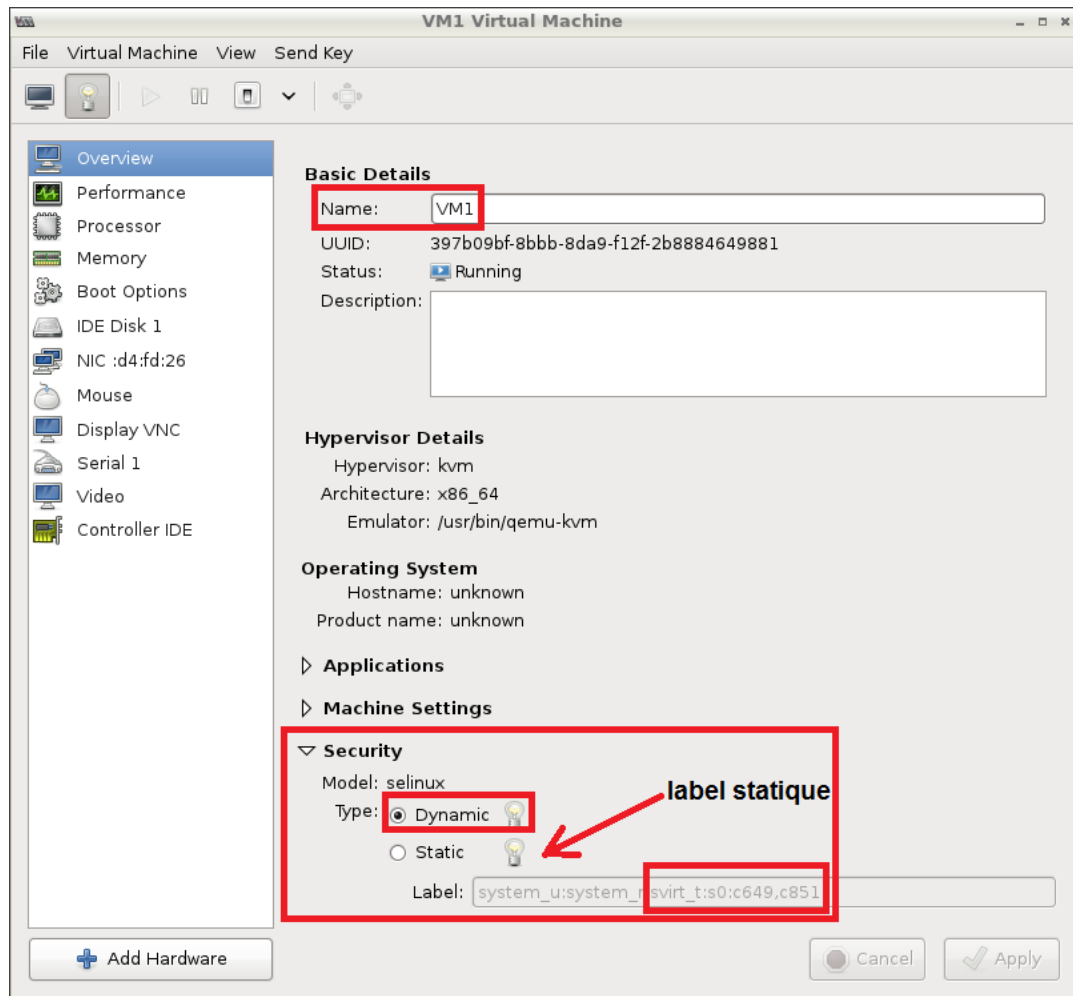 VM1 Virtual Machine
File Virtual Machine View Send Key
Overview
Performance
Processor
Memory
Boot Options
IDE Disk 1
NIC :d4:fd:26
Mouse
Display VNC
Serial 1
Video
Controller IDE
Add Hardware
Basic Details
Name: VM1
UUID: 397b09bf-8bbb-8da9-f12f-2b8884649881
Status: Running
Description:
Hypervisor Details
Hypervisor: kvm
Architecture: x86_64
Emulator: /usr/bin/qemu-kvm
Operating System
Hostname: unknown
Product name: unknown
Applications
Machine Settings
Security
Model: selinux
Type: Dynamic
label statique
Static
Label: system_u:system_r:svirt_t:s0:c649,c851
Cancel Apply